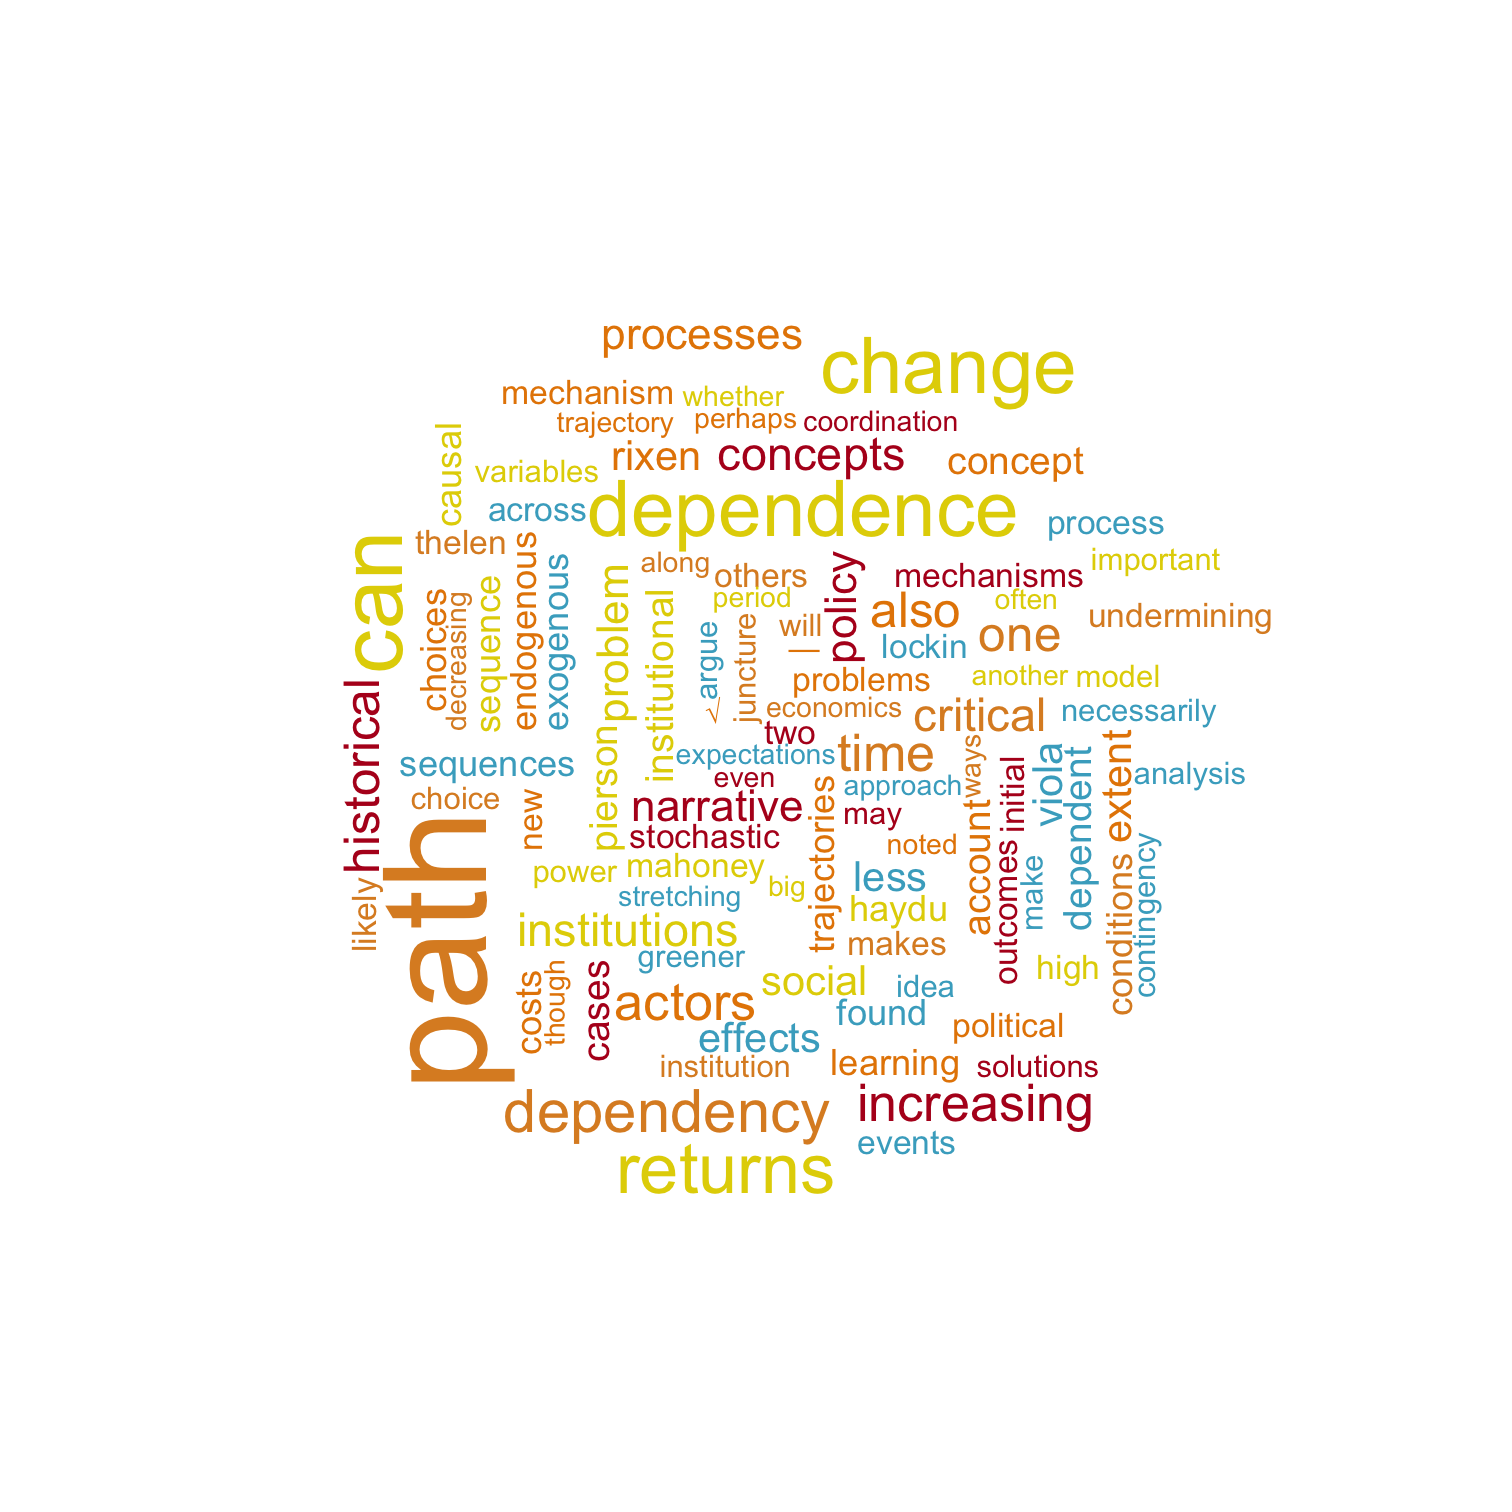 processes
change
mechanism
whether
trajectory
perhaps
coordination
causal
variables
rixen
concepts
concept
across
dependence
process
thelen
can
endogenous
exogenous
along
others
policy
mechanisms
important
choices
decreasing
sequence
problem
institutional
period
also
often
undermining
argue
juncture
will
—
lockin
one
historical
problems
another
model
√
economics
critical
necessarily
two
sequences
pierson
expectations
time
ways
initial
viola
dependent
extent
analysis
even
approach
choice
new
narrative
may
trajectories
account
stochastic
noted
path
power
mahoney
big
less
outcomes
make
conditions
contingency
likely
stretching
haydu
institutions
makes
greener
costs
though
cases
social
idea
high
actors
found
political
effects
institution
learning
solutions
dependency
increasing
events
returns